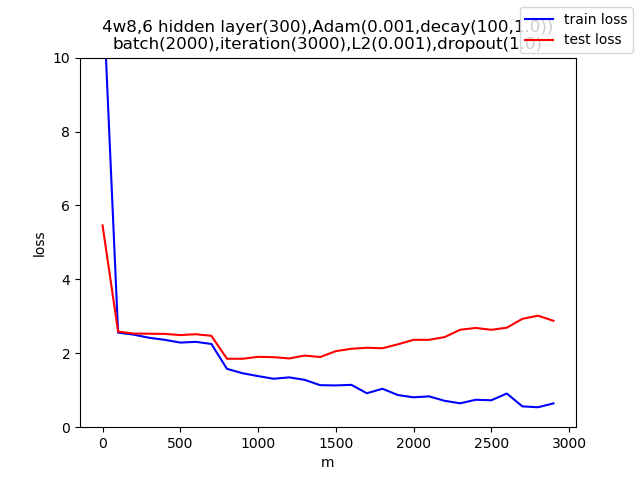 4w8,6 hidden layer(300),Adam(0.001,decay(100,1.0))
batch(2000),iteration(3000),L2(0.001),dropout(1.0)
train loss
test loss
10
8
6
4
2
0
loss
0
500
1000
1500
2000
2500
3000
m